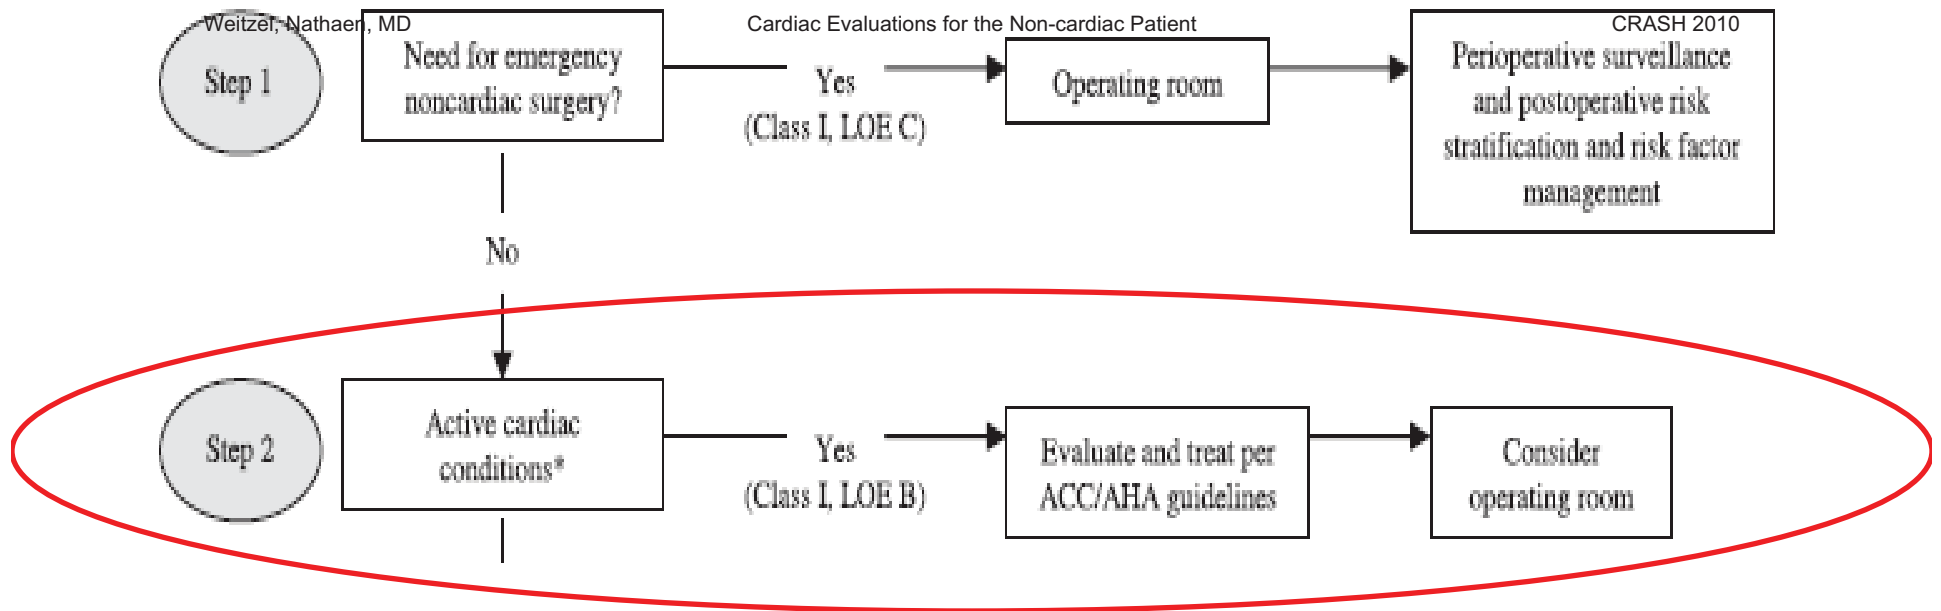 Weitzel, Nathaen, MD
Cardiac Evaluations for the Non-cardiac Patient
CRASH 2010
Step 1
Need for emergency
noncardiac surgery?
Yes
(Class I, LOE C)
Operating room
Perioperative surveillance
and postoperative risk
stratification and risk factor
management
No
Step 2
Active cardiac
conditions*
Yes
(Class I, LOE B)
Evaluate and treat per
ACC/AHA guidelines
Consider
operating room